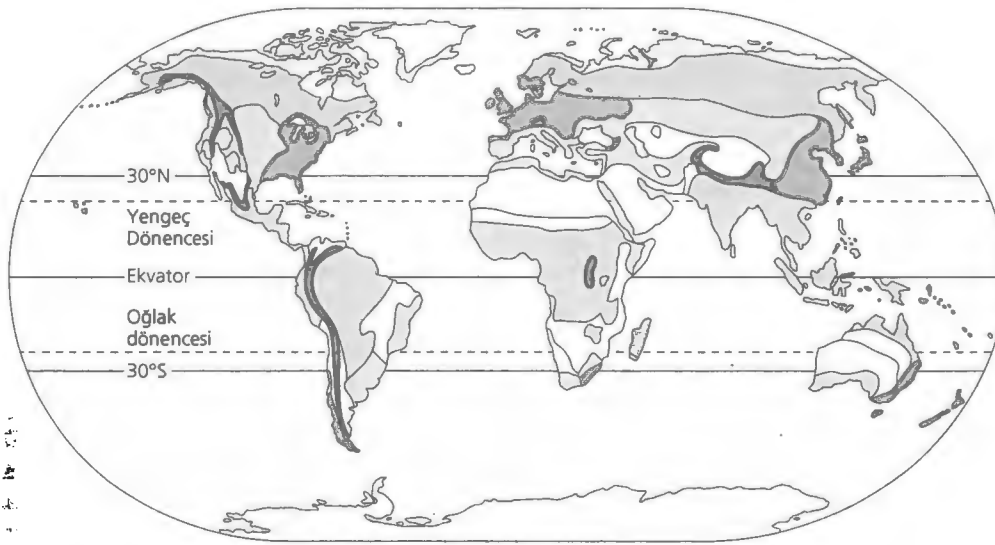 30°N
Yengeç
Dönencesi
Ekvator
Oğlak
dönencesi
30°S